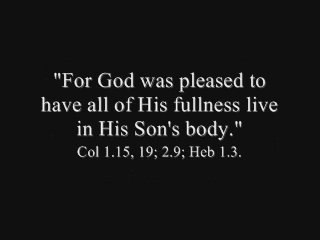 "For God was pleased to
have all of His fullness live
in His Son's body."
Col 1.15, 19; 2.9; Heb 1.3.